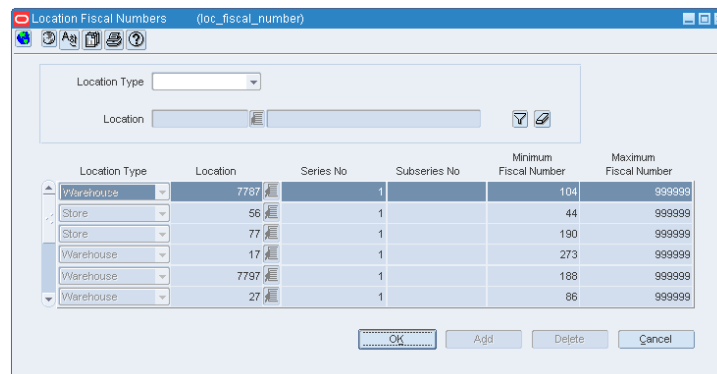 Location Fiscal Numbers (loc_fiscal_number)
Location Type
Location
Location Type Location Series No Subseries No Minimum Fiscal Number Maximum Fiscal Number
Warehouse 7787 1 104 999999
Store 56 1 44 999999
Store 77 1 190 999999
Warehouse 17 1 273 999999
Warehouse 7797 1 188 999999
Warehouse 27 1 86 999999
OK Add Delete Cancel